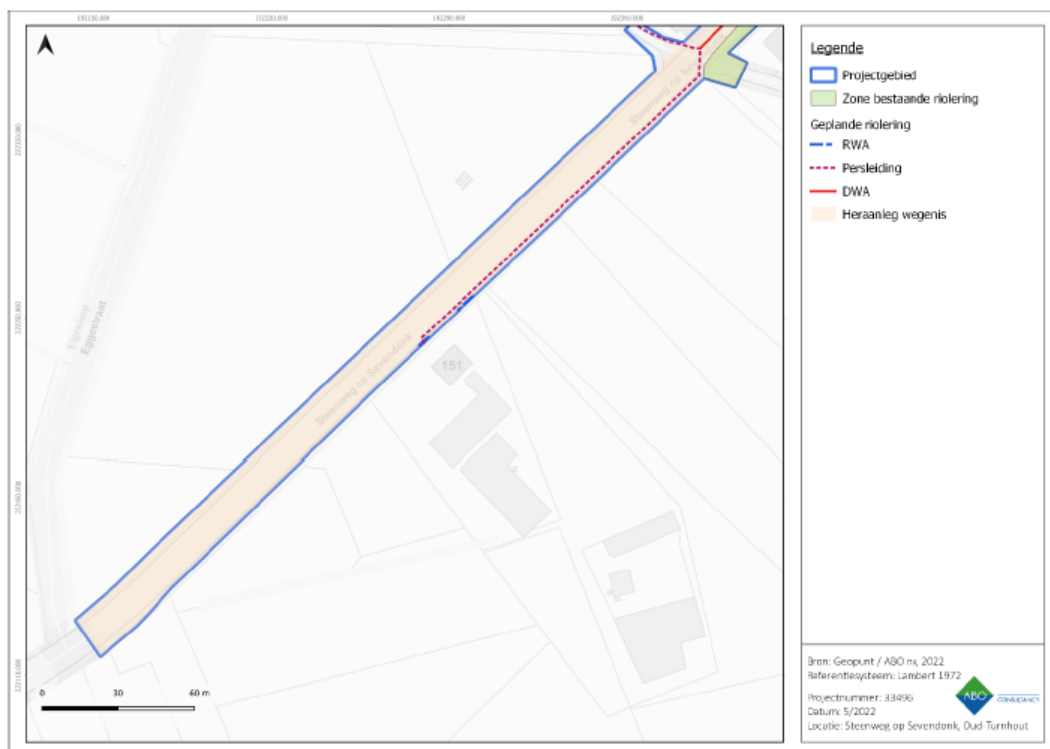 Legende
Projectgebied
Zone bestaande riolering
Geplande riolering
RWA
Persleiding
DWA
Heraanleg wegenis
Eggestraat
Steenweg op Sevendonk
151
0 30 60 m
Bron: Geopunt / ABO nv, 2022
Referentiesysteem: Lambert 1972
Projectnummer: 33496
Datum: 5/2022
Locatie: Steenweg op Sevendonk, Oud-Turnhout
ABO
CONSULTANCY